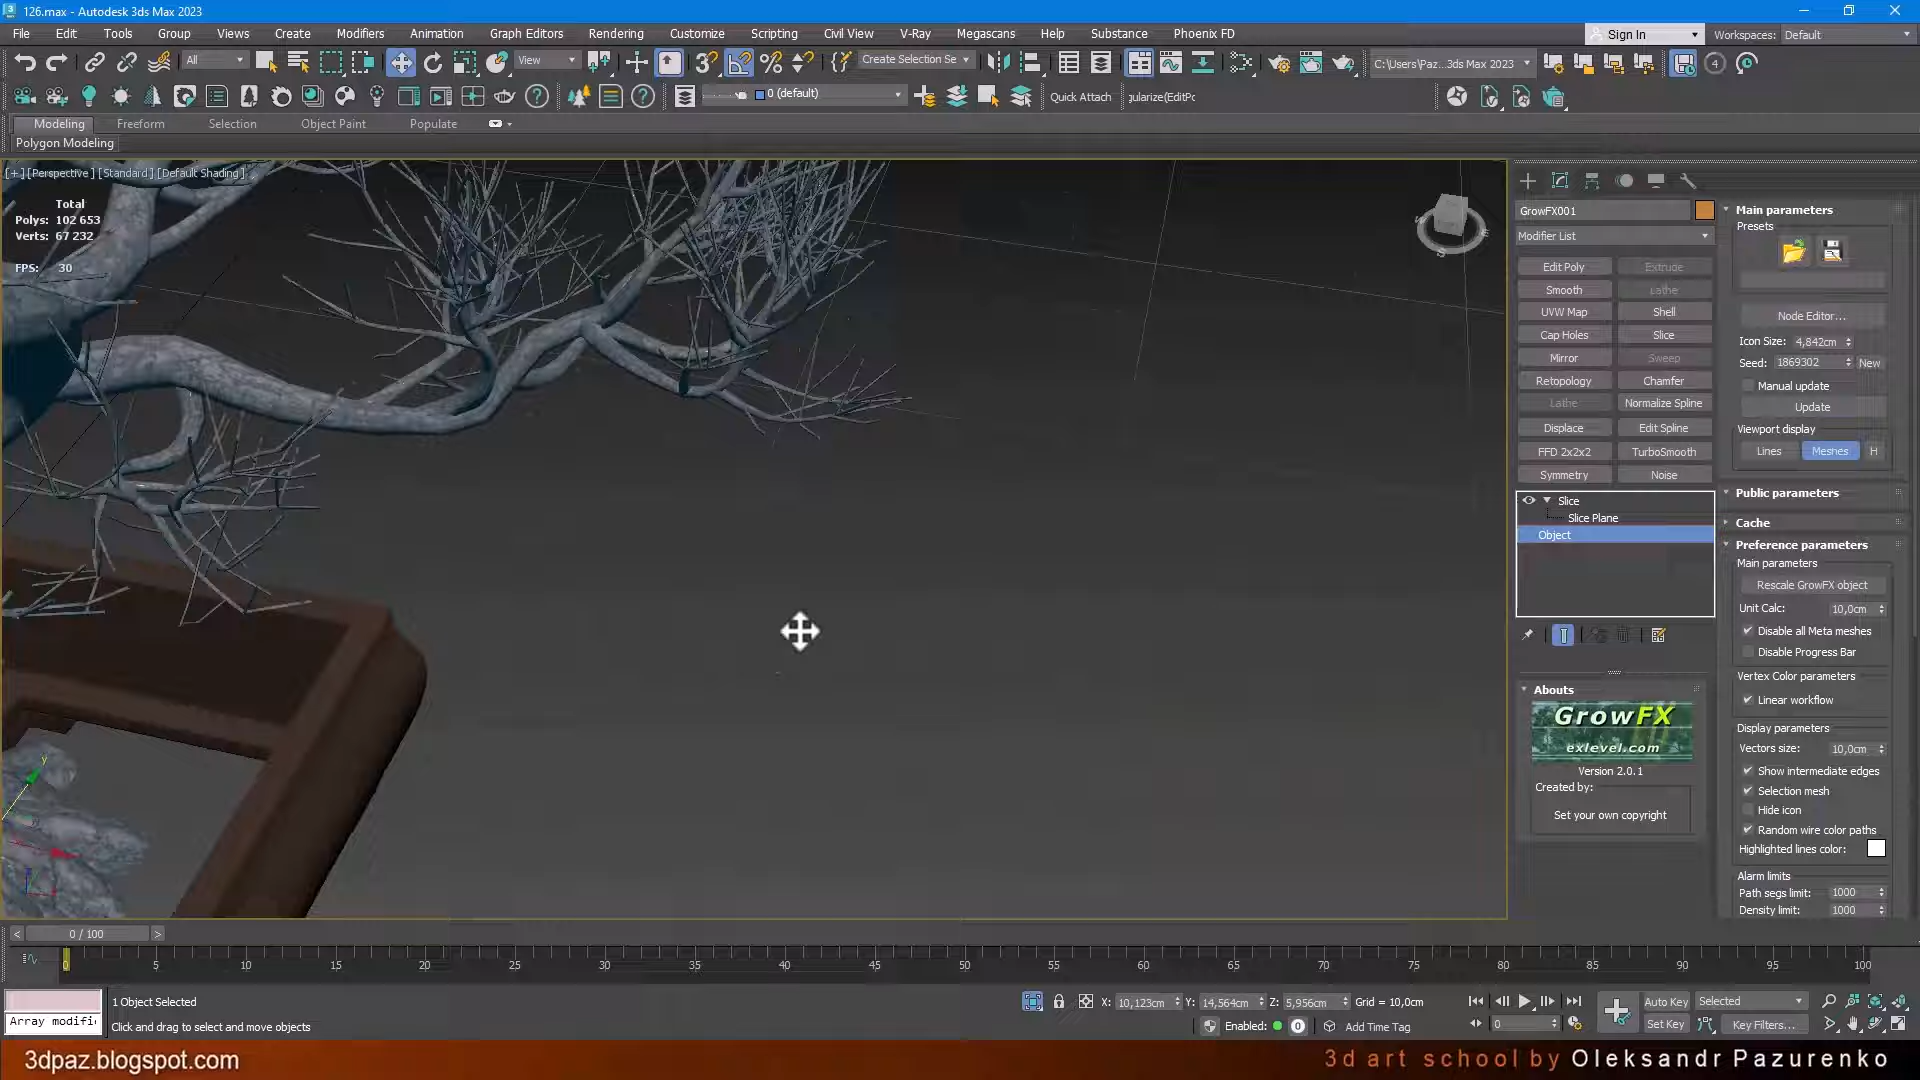 126.max - Autodesk 3ds Max 2023
File Edit Tools Group Views Create Modifiers Animation Graph Editors Rendering Customize Scripting Civil View V-Ray Megascans Help Substance Phoenix FD
Sign In Workspaces: Default
All View Create Selection Se C:\Users\Paz...3ds Max 2023 4
0 (default) Quick Attach gularize(EditPo
Modeling Freeform Selection Object Paint Populate
Polygon Modeling
[+] [Perspective] [Standard] [Default Shading]
Total
Polys: 102 653
Verts: 67 232
FPS: 30
GrowFX001
Modifier List
Edit Poly Extrude
Smooth Lathe
UVW Map Shell
Cap Holes Slice
Mirror Sweep
Retopology Chamfer
Lathe Normalize Spline
Displace Edit Spline
FFD 2x2x2 TurboSmooth
Symmetry Noise
Slice
Slice Plane
Object
Abouts
GrowFX
exlevel.com
Version 2.0.1
Created by:
Set your own copyright
Main parameters
Presets
Node Editor...
Icon Size: 4,842cm
Seed: 1869302 New
Manual update
Update
Viewport display
Lines Meshes H
Public parameters
Cache
Preference parameters
Main parameters
Rescale GrowFX object
Unit Calc: 10,0cm
Disable all Meta meshes
Disable Progress Bar
Vertex Color parameters
Linear workflow
Display parameters
Vectors size: 10,0cm
Show intermediate edges
Selection mesh
Hide icon
Random wire color paths
Highlighted lines color:
Alarm limits
Path segs limit: 1000
Density limit: 1000
< 0 / 100 >
0 5 10 15 20 25 30 35 40 45 50 55 60 65 70 75 80 85 90 95 100
1 Object Selected X: 10,123cm Y: 14,564cm Z: 5,956cm Grid = 10,0cm Auto Key Selected
Array modifi Click and drag to select and move objects Enabled: 0 Add Time Tag 0 Set Key Key Filters...
3dpaz.blogspot.com 3d art school by Oleksandr Pazurenko